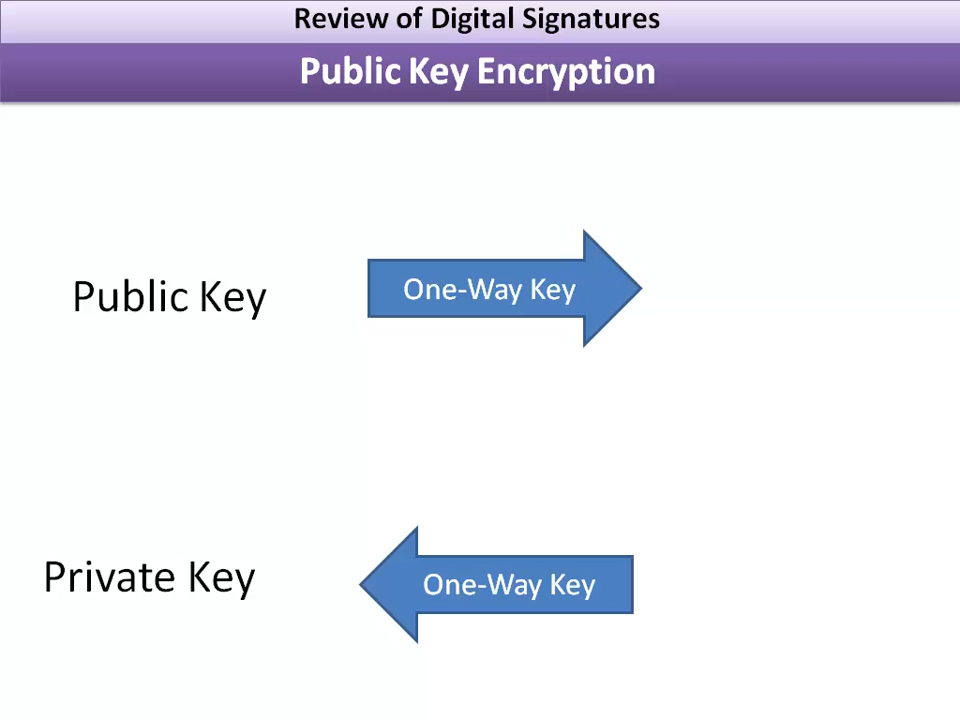 Review of Digital Signatures
Public Key Encryption
Public Key
One-Way Key
Private Key
One-Way Key